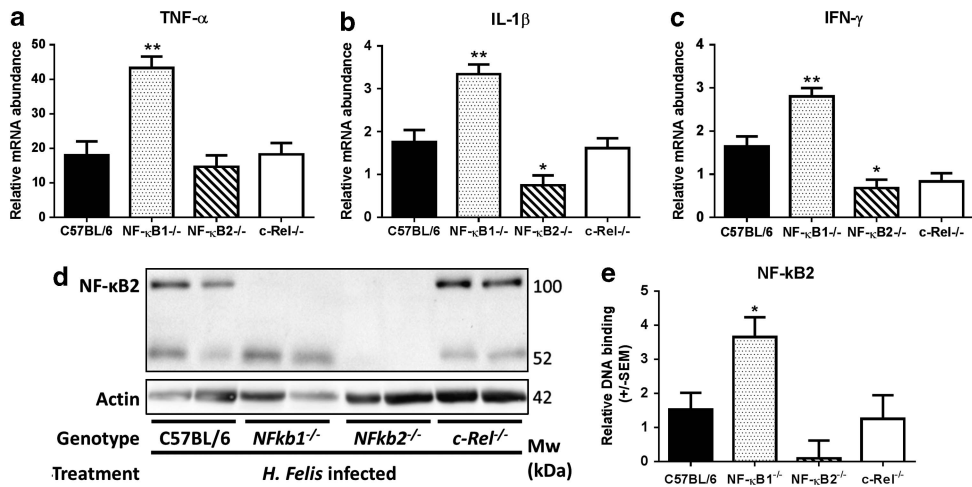 a
TNF-α
Relative mRNA abundance
50
40
30
20
10
0
**
C57BL/6 NF-κB1-/- NF-κB2-/- c-Rel-/-
b
IL-1β
Relative mRNA abundance
4
3
2
1
0
**
*
C57BL/6 NF-κB1-/- NF-κB2-/- c-Rel-/-
c
IFN-γ
Relative mRNA abundance
4
3
2
1
0
**
*
C57BL/6 NF-κB1-/- NF-κB2-/- c-Rel-/-
d
NF-κB2
100
52
Actin
42
Genotype C57BL/6 NFkb1-/- NFkb2-/- c-Rel-/- Mw
(kDa)
Treatment H. Felis infected
e
NF-kB2
Relative DNA binding
(+/-SEM)
5
4
3
2
1
0
*
C57BL/6 NF-κB1-/- NF-κB2-/- c-Rel-/-